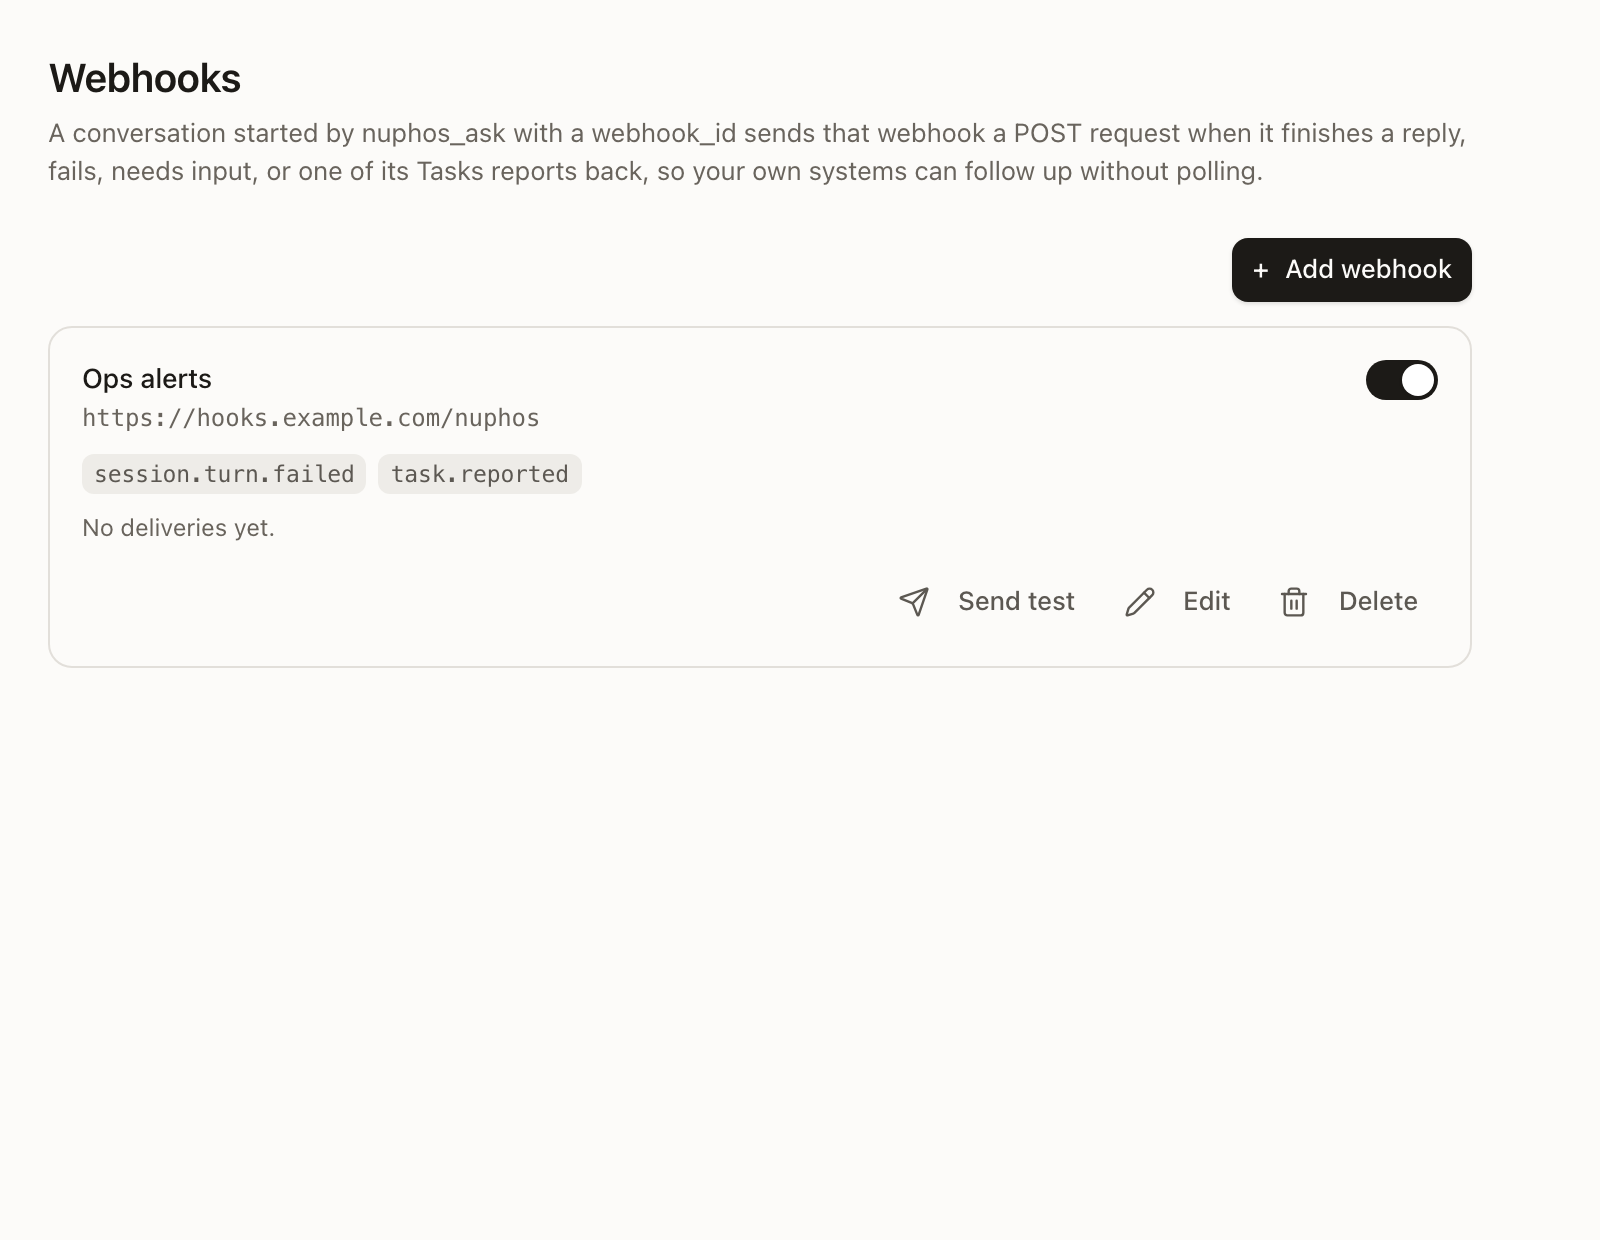 Webhooks
A conversation started by nuphos_ask with a webhook_id sends that webhook a POST request when it finishes a reply,
fails, needs input, or one of its Tasks reports back, so your own systems can follow up without polling.
+ Add webhook
Ops alerts
https://hooks.example.com/nuphos
session.turn.failed task.reported
No deliveries yet.
Send test Edit Delete